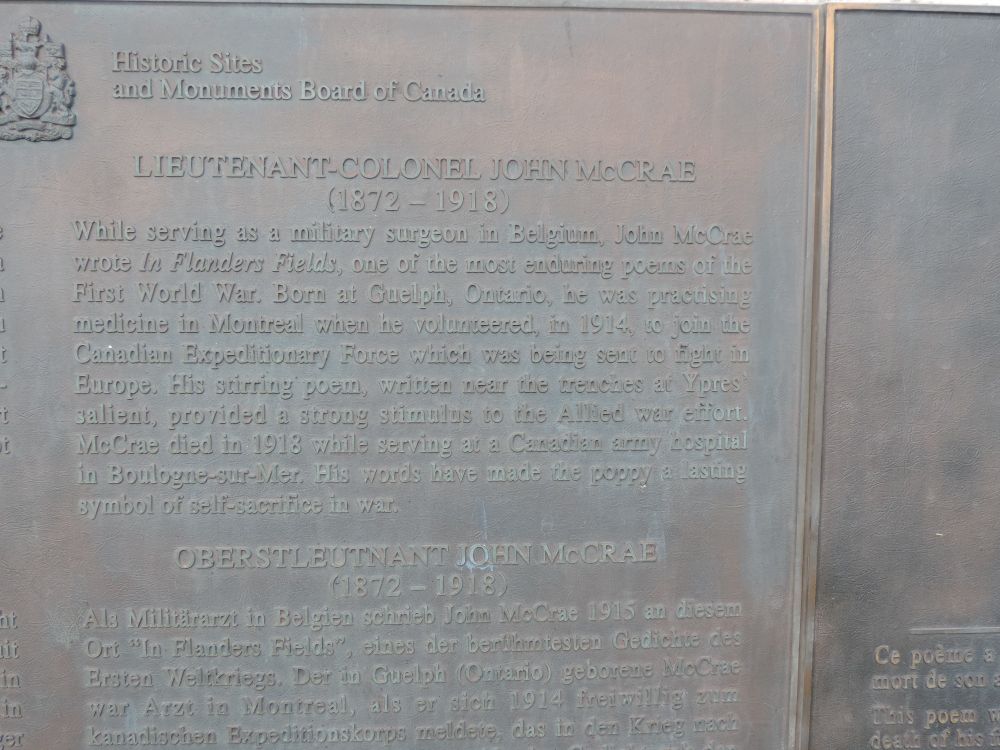 Historic Sites
and Monuments Board of Canada
LIEUTENANT-COLONEL JOHN McCRAE
(1872 – 1918)
While serving as a military surgeon in Belgium, John McCrae
wrote In Flanders Fields, one of the most enduring poems of the
First World War. Born at Guelph, Ontario, he was practising
medicine in Montreal when he volunteered, in 1914, to join the
Canadian Expeditionary Force which was being sent to fight in
Europe. His stirring poem, written near the trenches at Ypres'
salient, provided a strong stimulus to the Allied war effort.
McCrae died in 1918 while serving at a Canadian army hospital
in Boulogne-sur-Mer. His words have made the poppy a lasting
symbol of self-sacrifice in war.
OBERSTLEUTNANT JOHN McCRAE
(1872 – 1918)
Als Militärarzt in Belgien schrieb John McCrae 1915 an diesem
Ort "In Flanders Fields", eines der berühmtesten Gedichte des
Ersten Weltkriegs. Der in Guelph (Ontario) geborene McCrae
war Arzt in Montreal, als er sich 1914 freiwillig zum
kanadischen Expeditionskorps meldete, das in den Krieg nach
Ce poème a
mort de son a
This poem w
death of his f